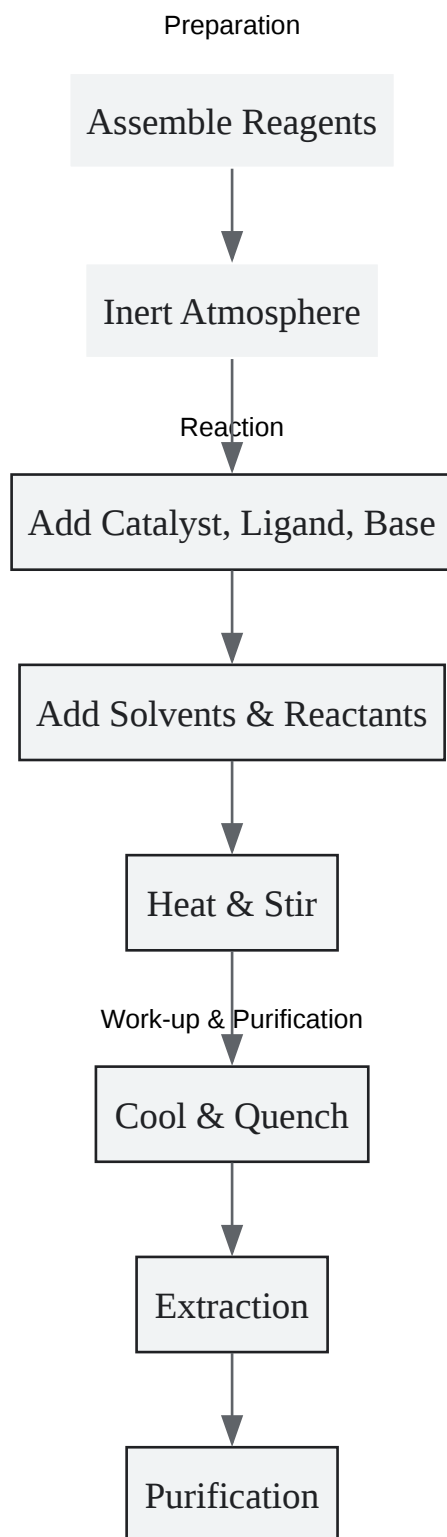 Preparation
Assemble Reagents
Inert Atmosphere
Reaction
Add Catalyst, Ligand, Base
Add Solvents & Reactants
Heat & Stir
Work-up & Purification
Cool & Quench
Extraction
Purification